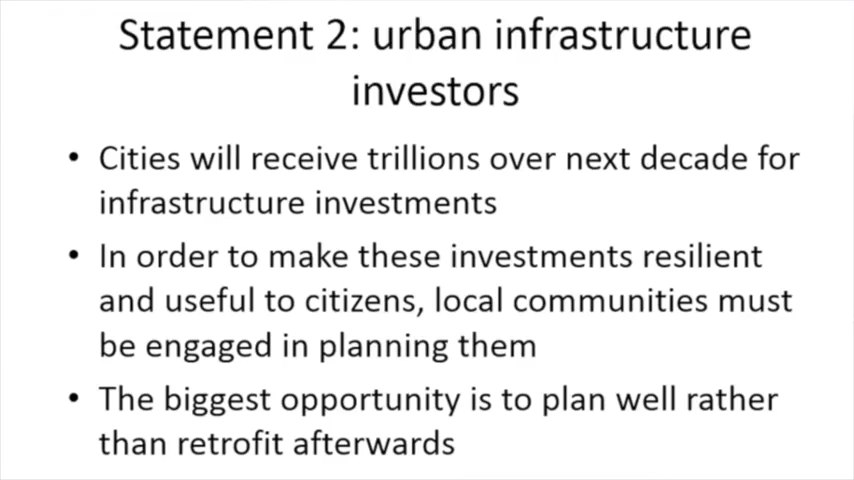 Statement 2: urban infrastructure
investors
• Cities will receive trillions over next decade for
infrastructure investments
• In order to make these investments resilient
and useful to citizens, local communities must
be engaged in planning them
• The biggest opportunity is to plan well rather
than retrofit afterwards